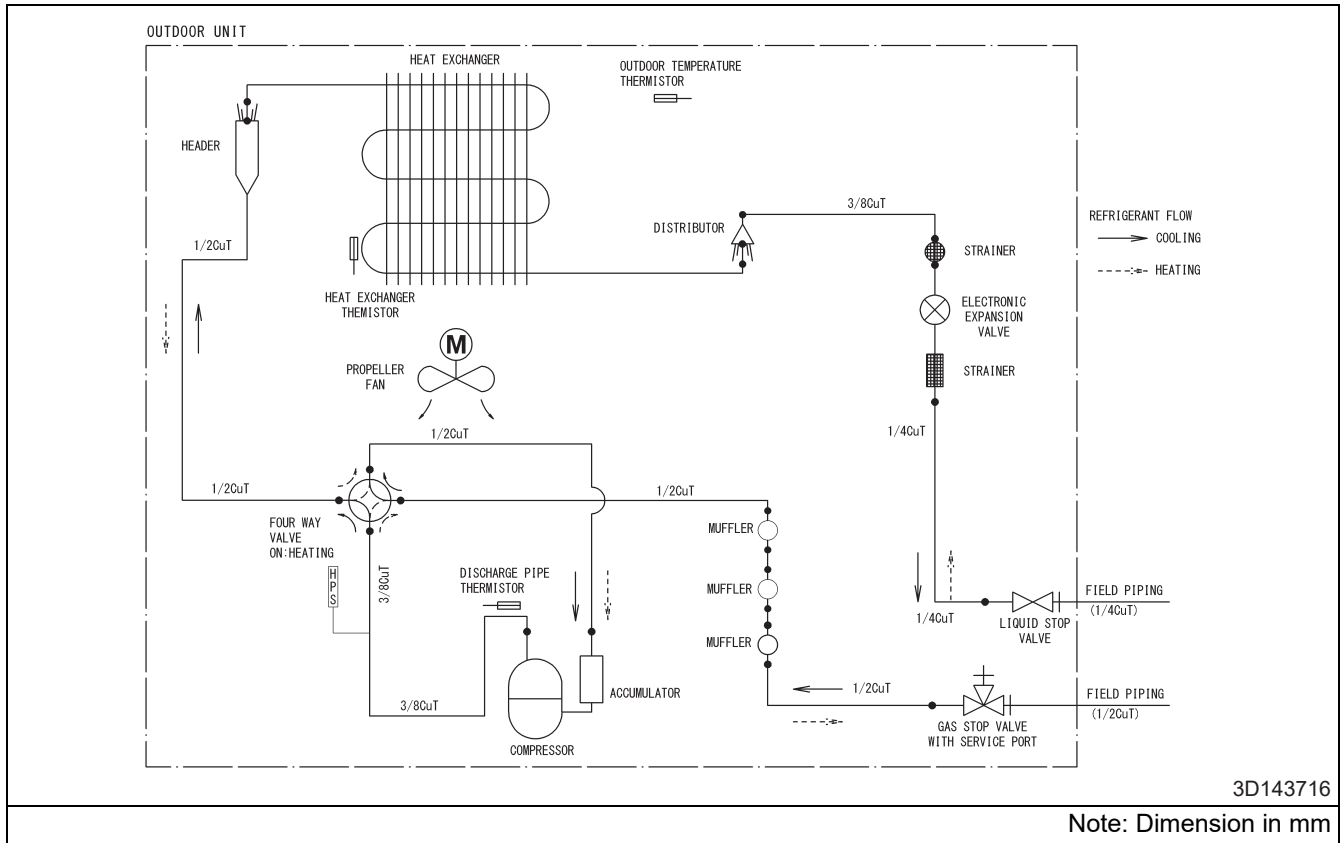 OUTDOOR UNIT
HEAT EXCHANGER
OUTDOOR TEMPERATURE
THERMISTOR
HEADER
1/2CuT
HEAT EXCHANGER
THEMISTOR
DISTRIBUTOR
3/8CuT
STRAINER
ELECTRONIC
EXPANSION
VALVE
STRAINER
1/4CuT
REFRIGERANT FLOW
COOLING
HEATING
M
PROPELLER
FAN
1/2CuT
1/2CuT
FOUR WAY
VALVE
ON:HEATING
HPS
3/8CuT
1/2CuT
DISCHARGE PIPE
THERMISTOR
3/8CuT
COMPRESSOR
ACCUMULATOR
MUFFLER
MUFFLER
MUFFLER
1/4CuT
LIQUID STOP
VALVE
FIELD PIPING
(1/4CuT)
1/2CuT
GAS STOP VALVE
WITH SERVICE PORT
FIELD PIPING
(1/2CuT)
3D143716
Note: Dimension in mm